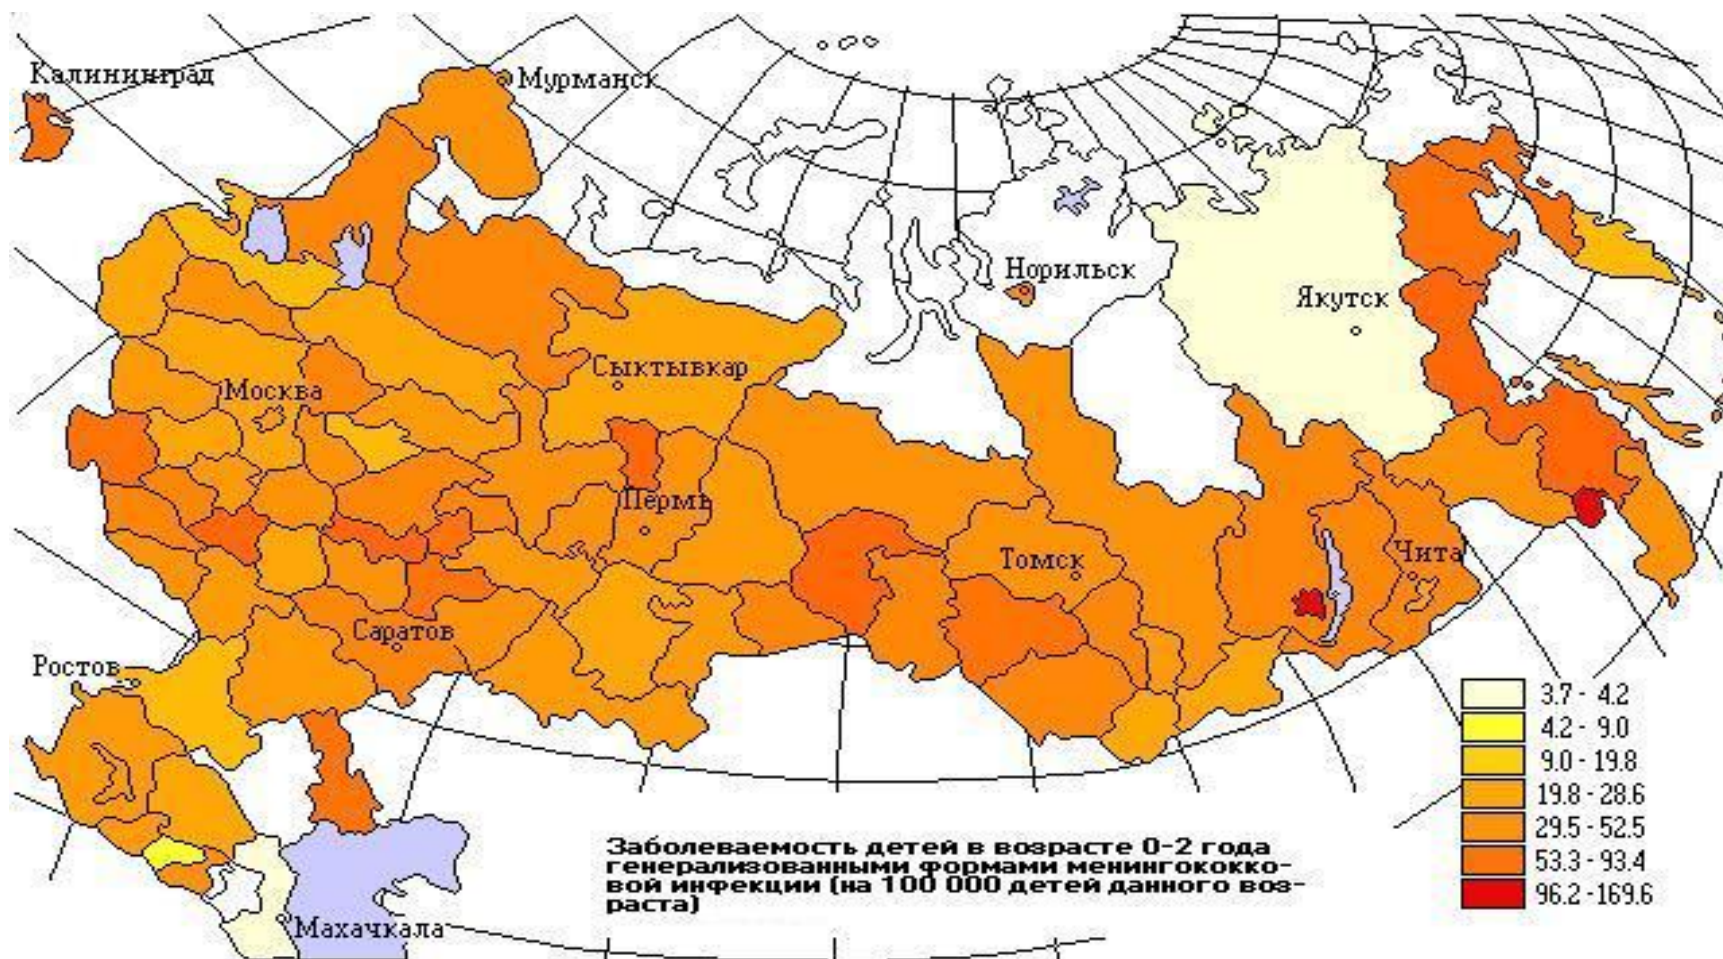 Калининград
Мурманск
Норильск
Якутск
Сыктывкар
Москва
Пермь
Томск
Чита
Саратов
Ростов
3.7 - 4.2
4.2 - 9.0
9.0 - 19.8
19.8 - 28.6
29.5 - 52.5
53.3 - 93.4
96.2 - 169.6
Заболеваемость детей в возрасте 0-2 года
генерализованными формами менингококко-
вой инфекции (на 100 000 детей данного воз-
раста)
Махачкала